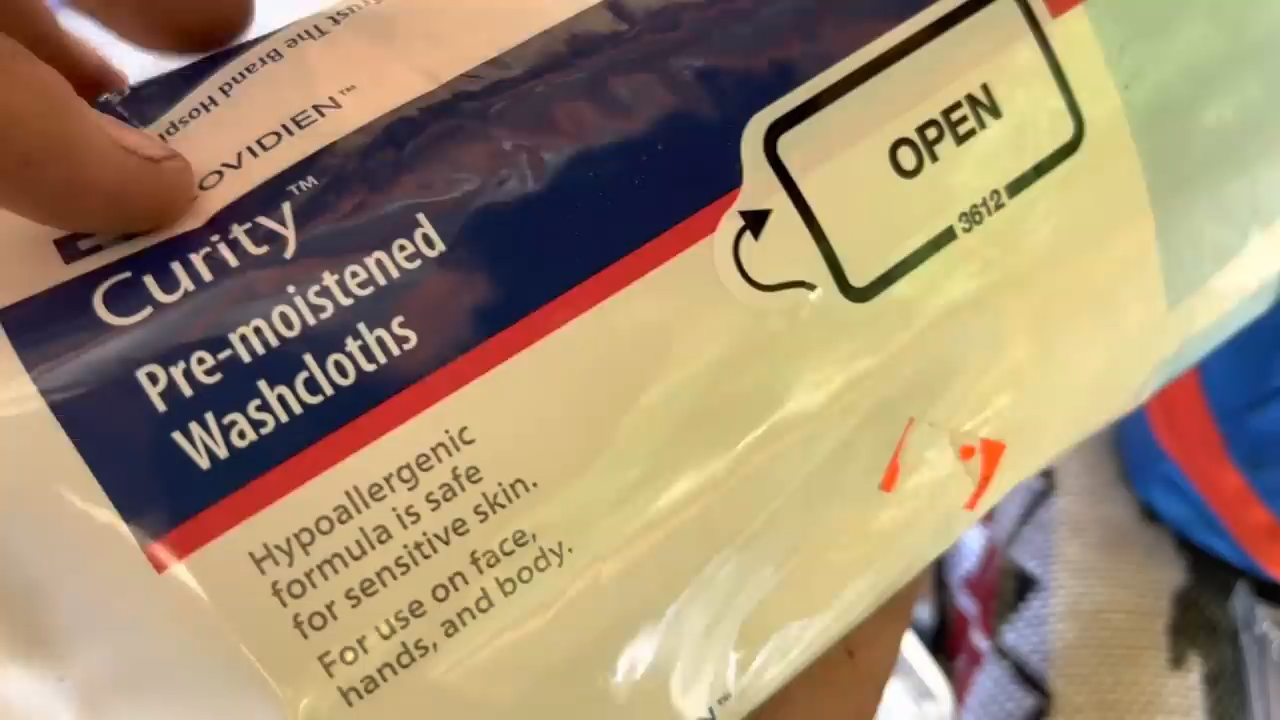 Trust The Brand Hospi
OVIDIEN™
Curity™
Pre-moistened
Washcloths
Hypoallergenic
formula is safe
for sensitive skin.
For use on face,
hands, and body.
OPEN
3612